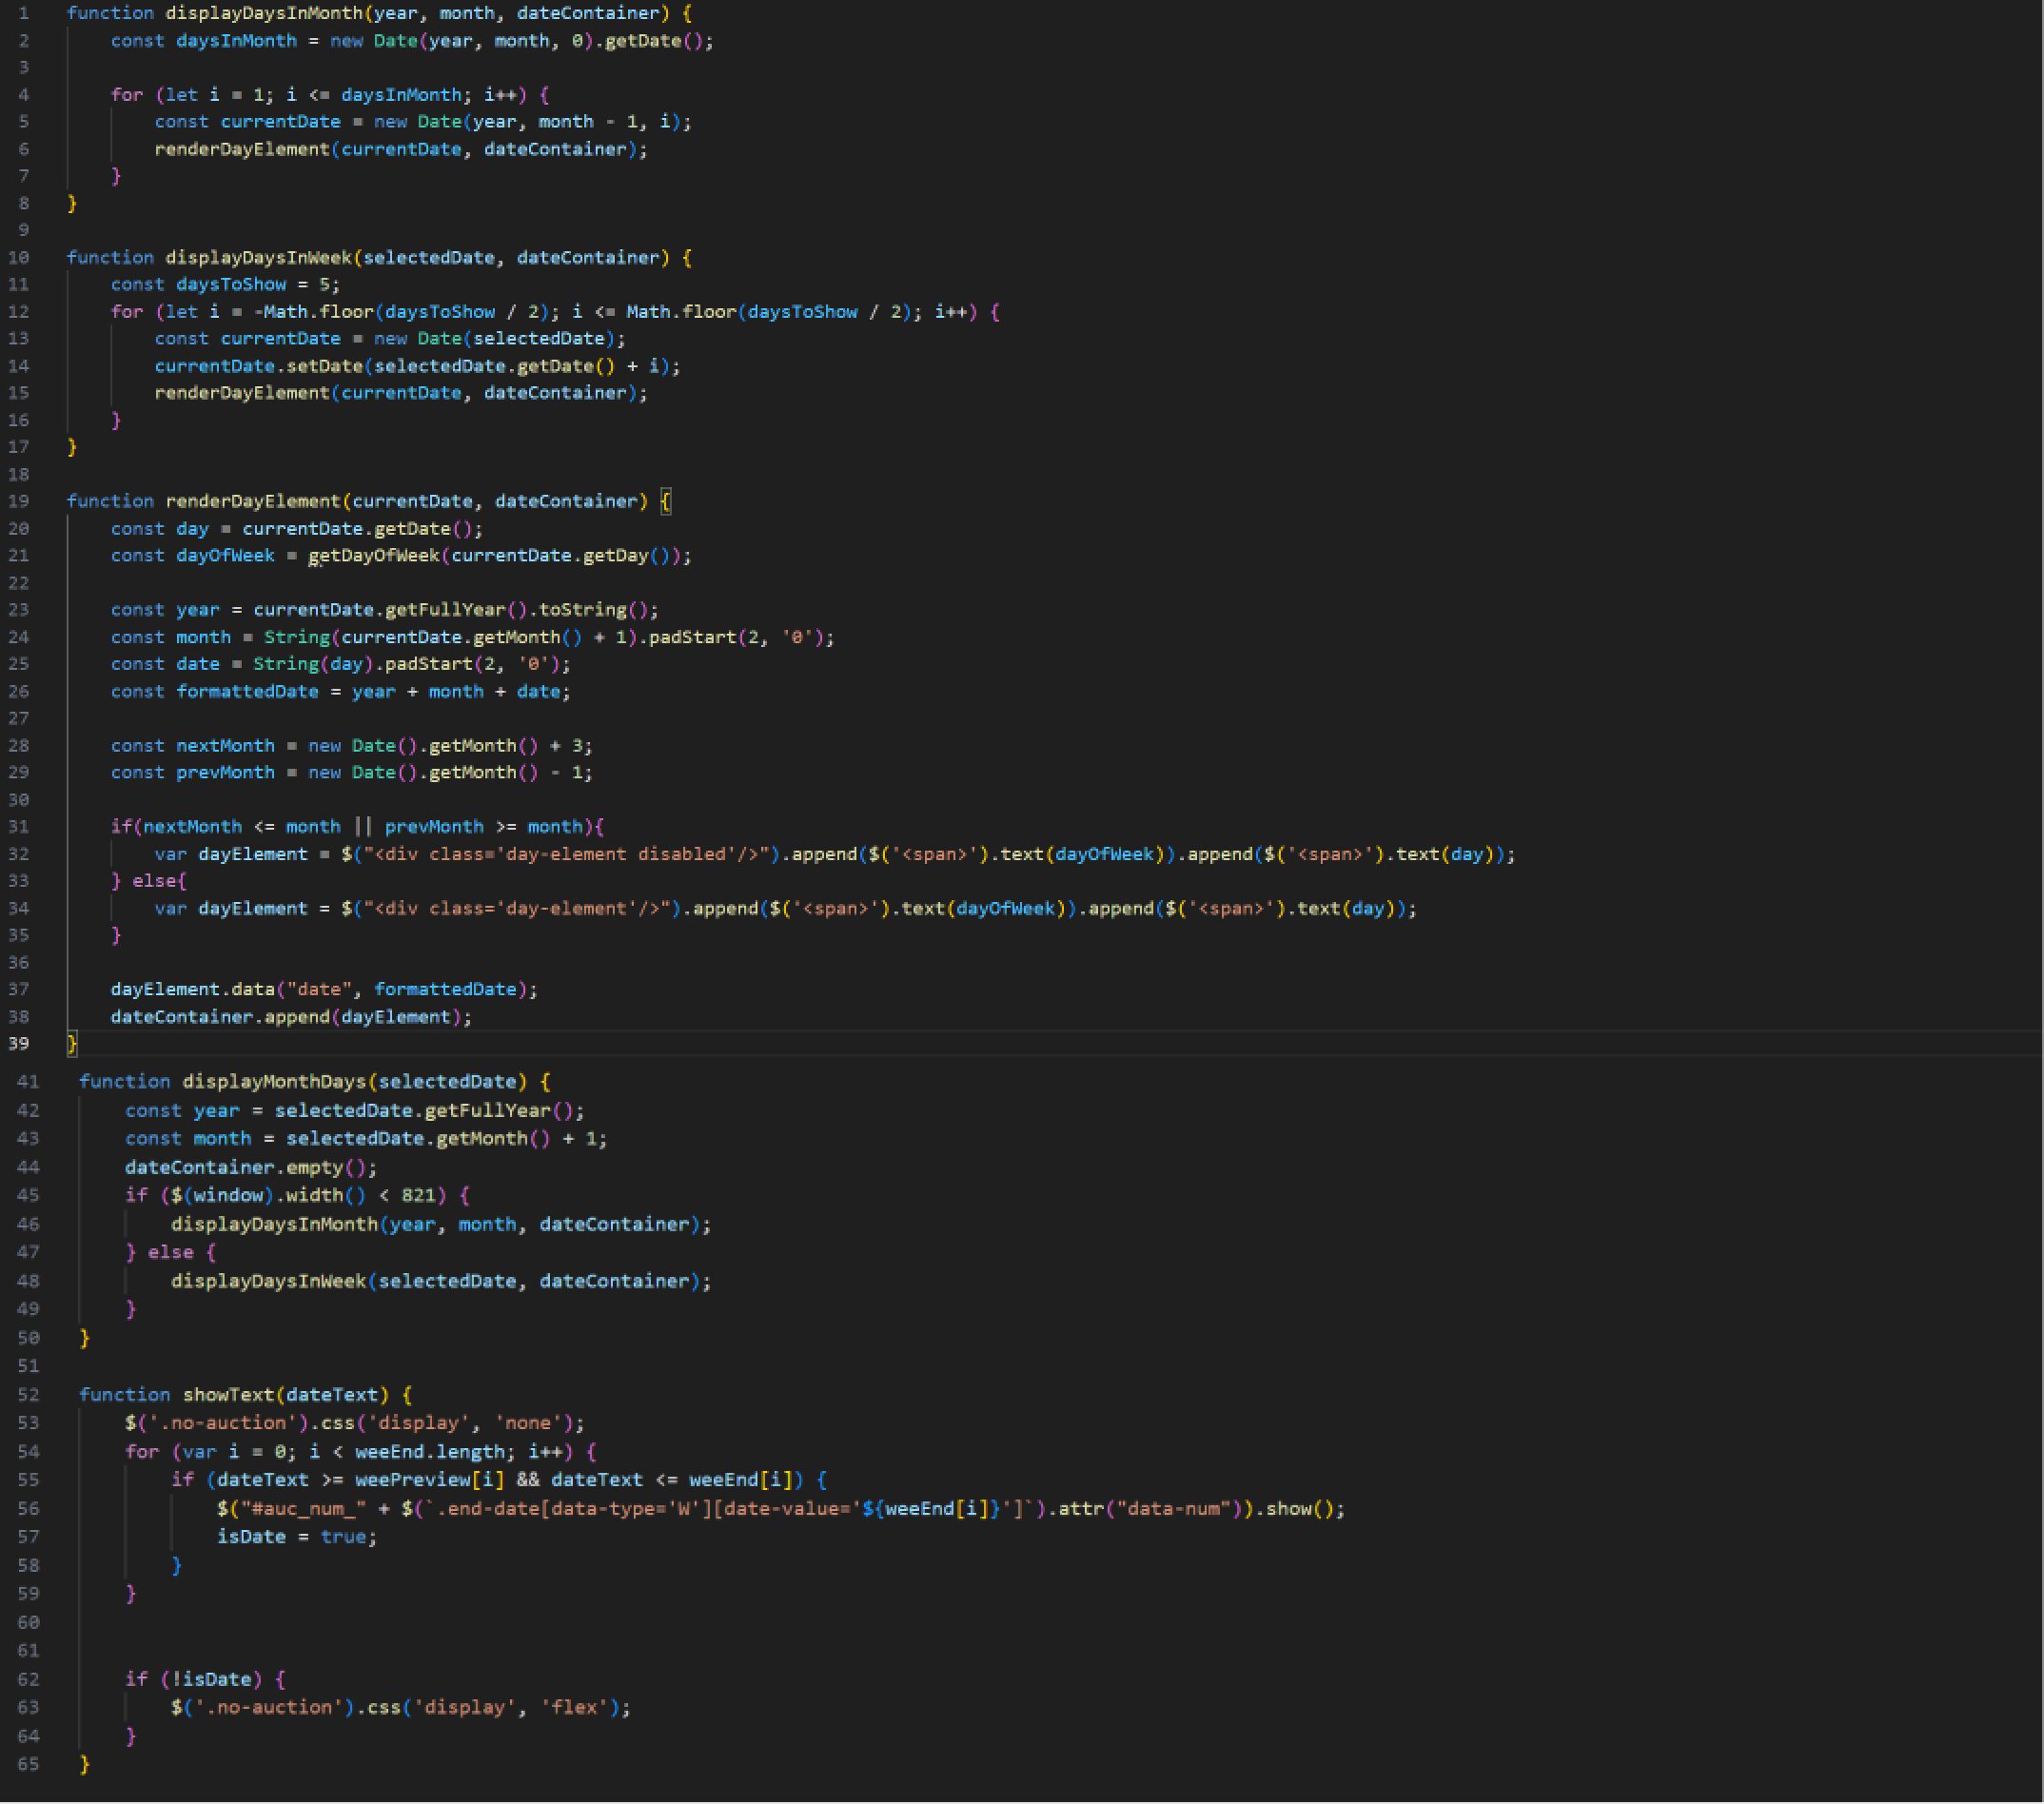 1 function displayDaysInMonth(year, month, dateContainer) {
2     const daysInMonth = new Date(year, month, 0).getDate();
3
4     for (let i = 1; i <= daysInMonth; i++) {
5         const currentDate = new Date(year, month - 1, i);
6         renderDayElement(currentDate, dateContainer);
7     }
8 }
9
10 function displayDaysInWeek(selectedDate, dateContainer) {
11     const daysToShow = 5;
12     for (let i = -Math.floor(daysToShow / 2); i <= Math.floor(daysToShow / 2); i++) {
13         const currentDate = new Date(selectedDate);
14         currentDate.setDate(selectedDate.getDate() + i);
15         renderDayElement(currentDate, dateContainer);
16     }
17 }
18
19 function renderDayElement(currentDate, dateContainer) {
20     const day = currentDate.getDate();
21     const dayOfWeek = getDayOfWeek(currentDate.getDay());
22
23     const year = currentDate.getFullYear().toString();
24     const month = String(currentDate.getMonth() + 1).padStart(2, '0');
25     const date = String(day).padStart(2, '0');
26     const formattedDate = year + month + date;
27
28     const nextMonth = new Date().getMonth() + 3;
29     const prevMonth = new Date().getMonth() - 1;
30
31     if(nextMonth <= month || prevMonth >= month){
32         var dayElement = $("<div class='day-element disabled'/>").append($('<span>').text(dayOfWeek)).append($('<span>').text(day));
33     } else{
34         var dayElement = $("<div class='day-element'/>").append($('<span>').text(dayOfWeek)).append($('<span>').text(day));
35     }
36
37     dayElement.data("date", formattedDate);
38     dateContainer.append(dayElement);
39 }
41 function displayMonthDays(selectedDate) {
42     const year = selectedDate.getFullYear();
43     const month = selectedDate.getMonth() + 1;
44     dateContainer.empty();
45     if ($(window).width() < 821) {
46         displayDaysInMonth(year, month, dateContainer);
47     } else {
48         displayDaysInWeek(selectedDate, dateContainer);
49     }
50 }
51
52 function showText(dateText) {
53     $('.no-auction').css('display', 'none');
54     for (var i = 0; i < weeEnd.length; i++) {
55         if (dateText >= weePreview[i] && dateText <= weeEnd[i]) {
56             $("#auc_num_" + $(`.end-date[data-type='W'][date-value='${weeEnd[i]}']`).attr("data-num")).show();
57             isDate = true;
58         }
59     }
60
61
62     if (!isDate) {
63         $('.no-auction').css('display', 'flex');
64     }
65 }